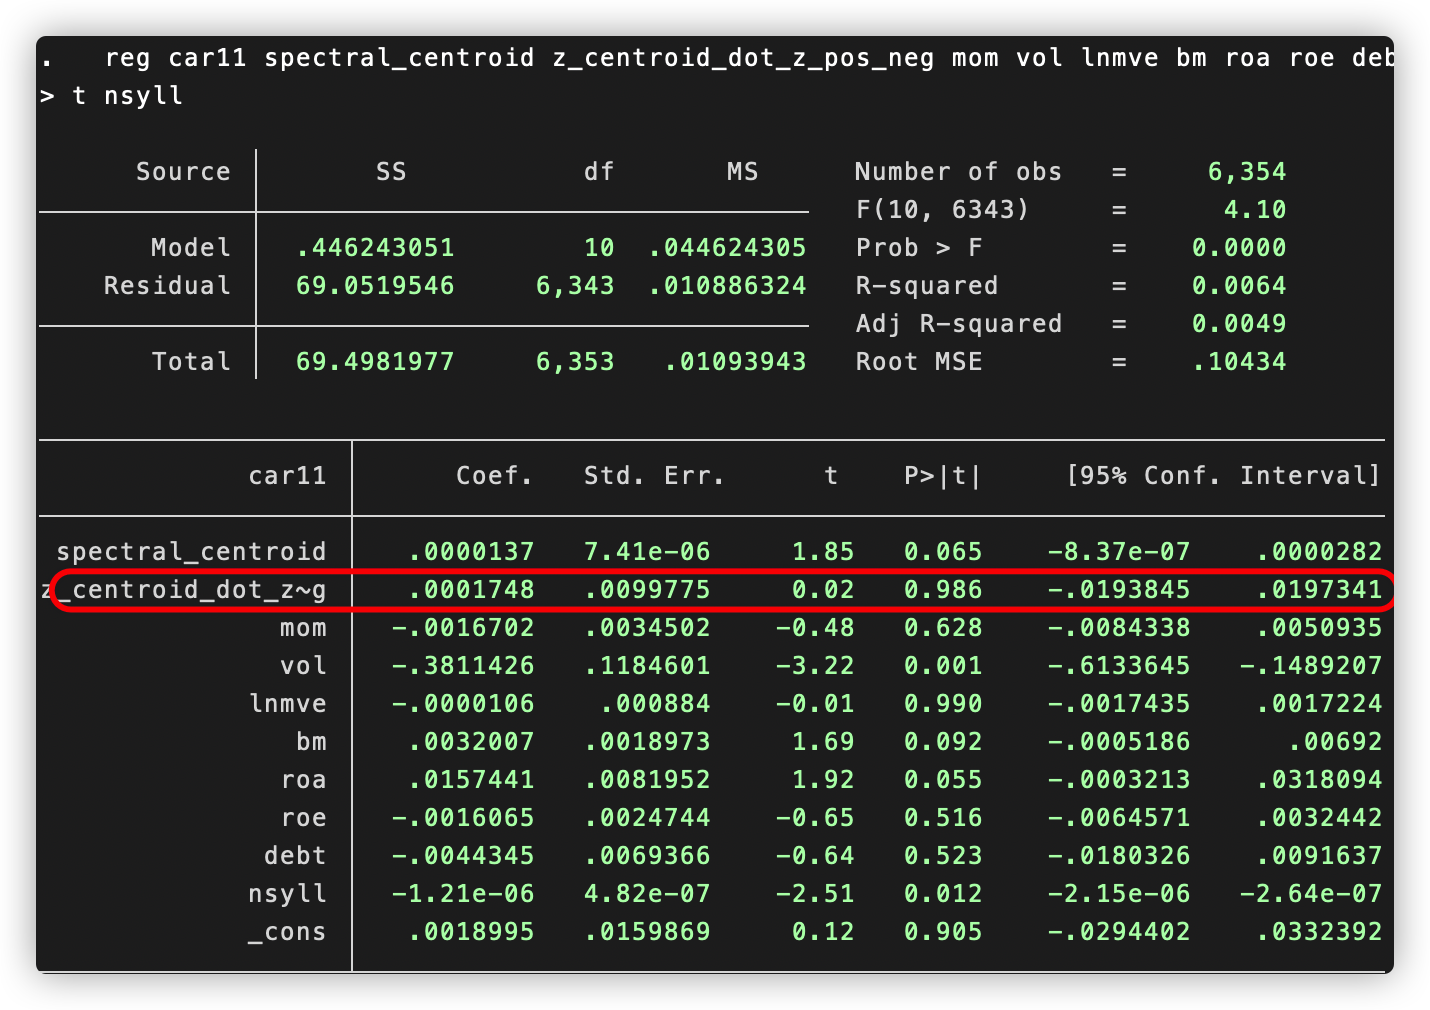 .   reg car11 spectral_centroid z_centroid_dot_z_pos_neg mom vol lnmve bm roa roe deb
> t nsyll
Source | SS df MS Number of obs = 6,354
F(10, 6343) = 4.10
Model | .446243051 10 .044624305 Prob > F = 0.0000
Residual | 69.0519546 6,343 .010886324 R-squared = 0.0064
Adj R-squared = 0.0049
Total | 69.4981977 6,353 .01093943 Root MSE = .10434
car11 | Coef. Std. Err. t P>|t| [95% Conf. Interval]
spectral_centroid | .0000137 7.41e-06 1.85 0.065 -8.37e-07 .0000282
z_centroid_dot_z~g | .0001748 .0099775 0.02 0.986 -.0193845 .0197341
mom | -.0016702 .0034502 -0.48 0.628 -.0084338 .0050935
vol | -.3811426 .1184601 -3.22 0.001 -.6133645 -.1489207
lnmve | -.0000106 .000884 -0.01 0.990 -.0017435 .0017224
bm | .0032007 .0018973 1.69 0.092 -.0005186 .00692
roa | .0157441 .0081952 1.92 0.055 -.0003213 .0318094
roe | -.0016065 .0024744 -0.65 0.516 -.0064571 .0032442
debt | -.0044345 .0069366 -0.64 0.523 -.0180326 .0091637
nsyll | -1.21e-06 4.82e-07 -2.51 0.012 -2.15e-06 -2.64e-07
_cons | .0018995 .0159869 0.12 0.905 -.0294402 .0332392